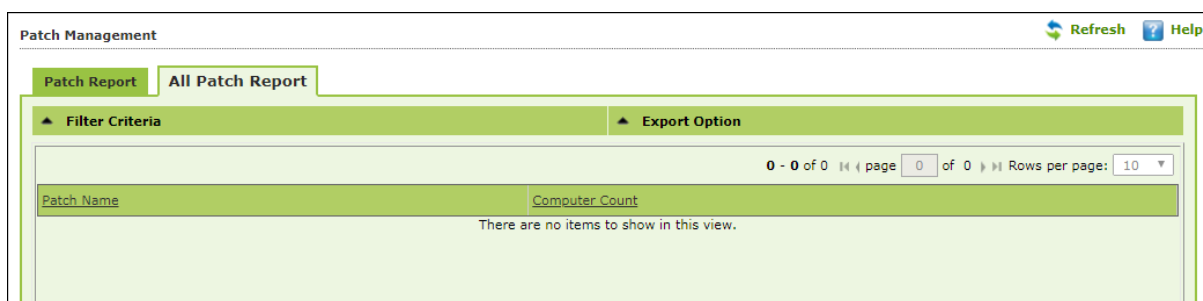 Patch Management
Refresh Help
Patch Report All Patch Report
Filter Criteria Export Option
0 - 0 of 0 page 0 of 0 Rows per page: 10
Patch Name Computer Count
There are no items to show in this view.